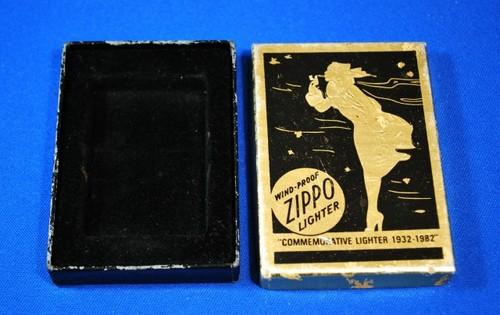 WIND-PROOF
ZIPPO
LIGHTER
"COMMEMORATIVE LIGHTER 1932-1982"